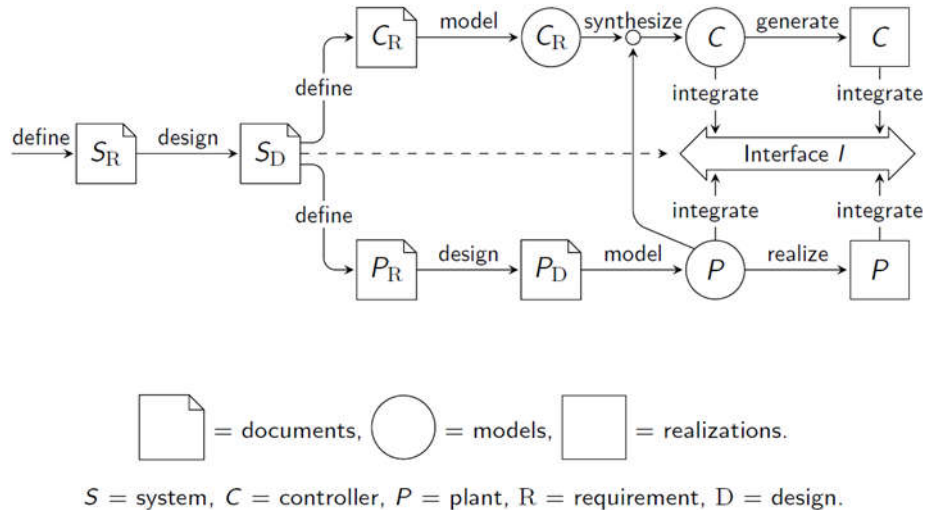 model synthesize generate
C_R C_R C C
define integrate integrate
define design
S_R S_D Interface I
define integrate integrate
design model realize
P_R P_D P P
= documents, = models, = realizations.
S = system, C = controller, P = plant, R = requirement, D = design.